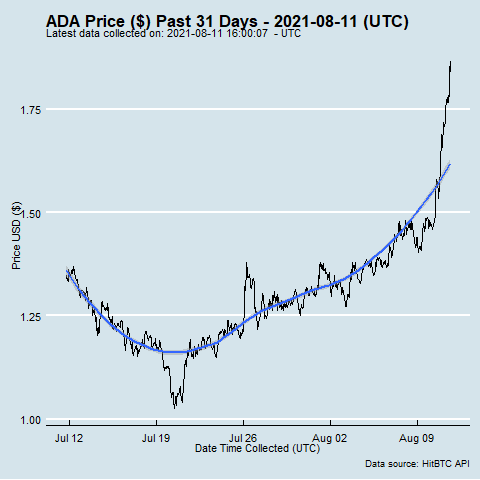 ADA Price ($) Past 31 Days - 2021-08-11 (UTC)
Latest data collected on: 2021-08-11 16:00:07  - UTC
Price USD ($)
1.75
1.50
1.25
1.00
Jul 12
Jul 19
Jul 26
Aug 02
Aug 09
Date Time Collected (UTC)
Data source: HitBTC API